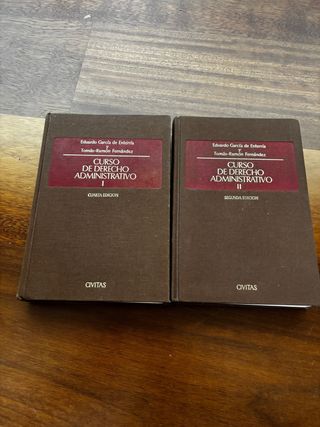 Eduardo García de Enterría
y
Tomás-Ramón Fernández
CURSO
DE DERECHO
ADMINISTRATIVO
I
CUARTA EDICION
CIVITAS
Eduardo García de Enterría
y
Tomás-Ramón Fernández
CURSO
DE DERECHO
ADMINISTRATIVO
II
SEGUNDA EDICION
CIVITAS